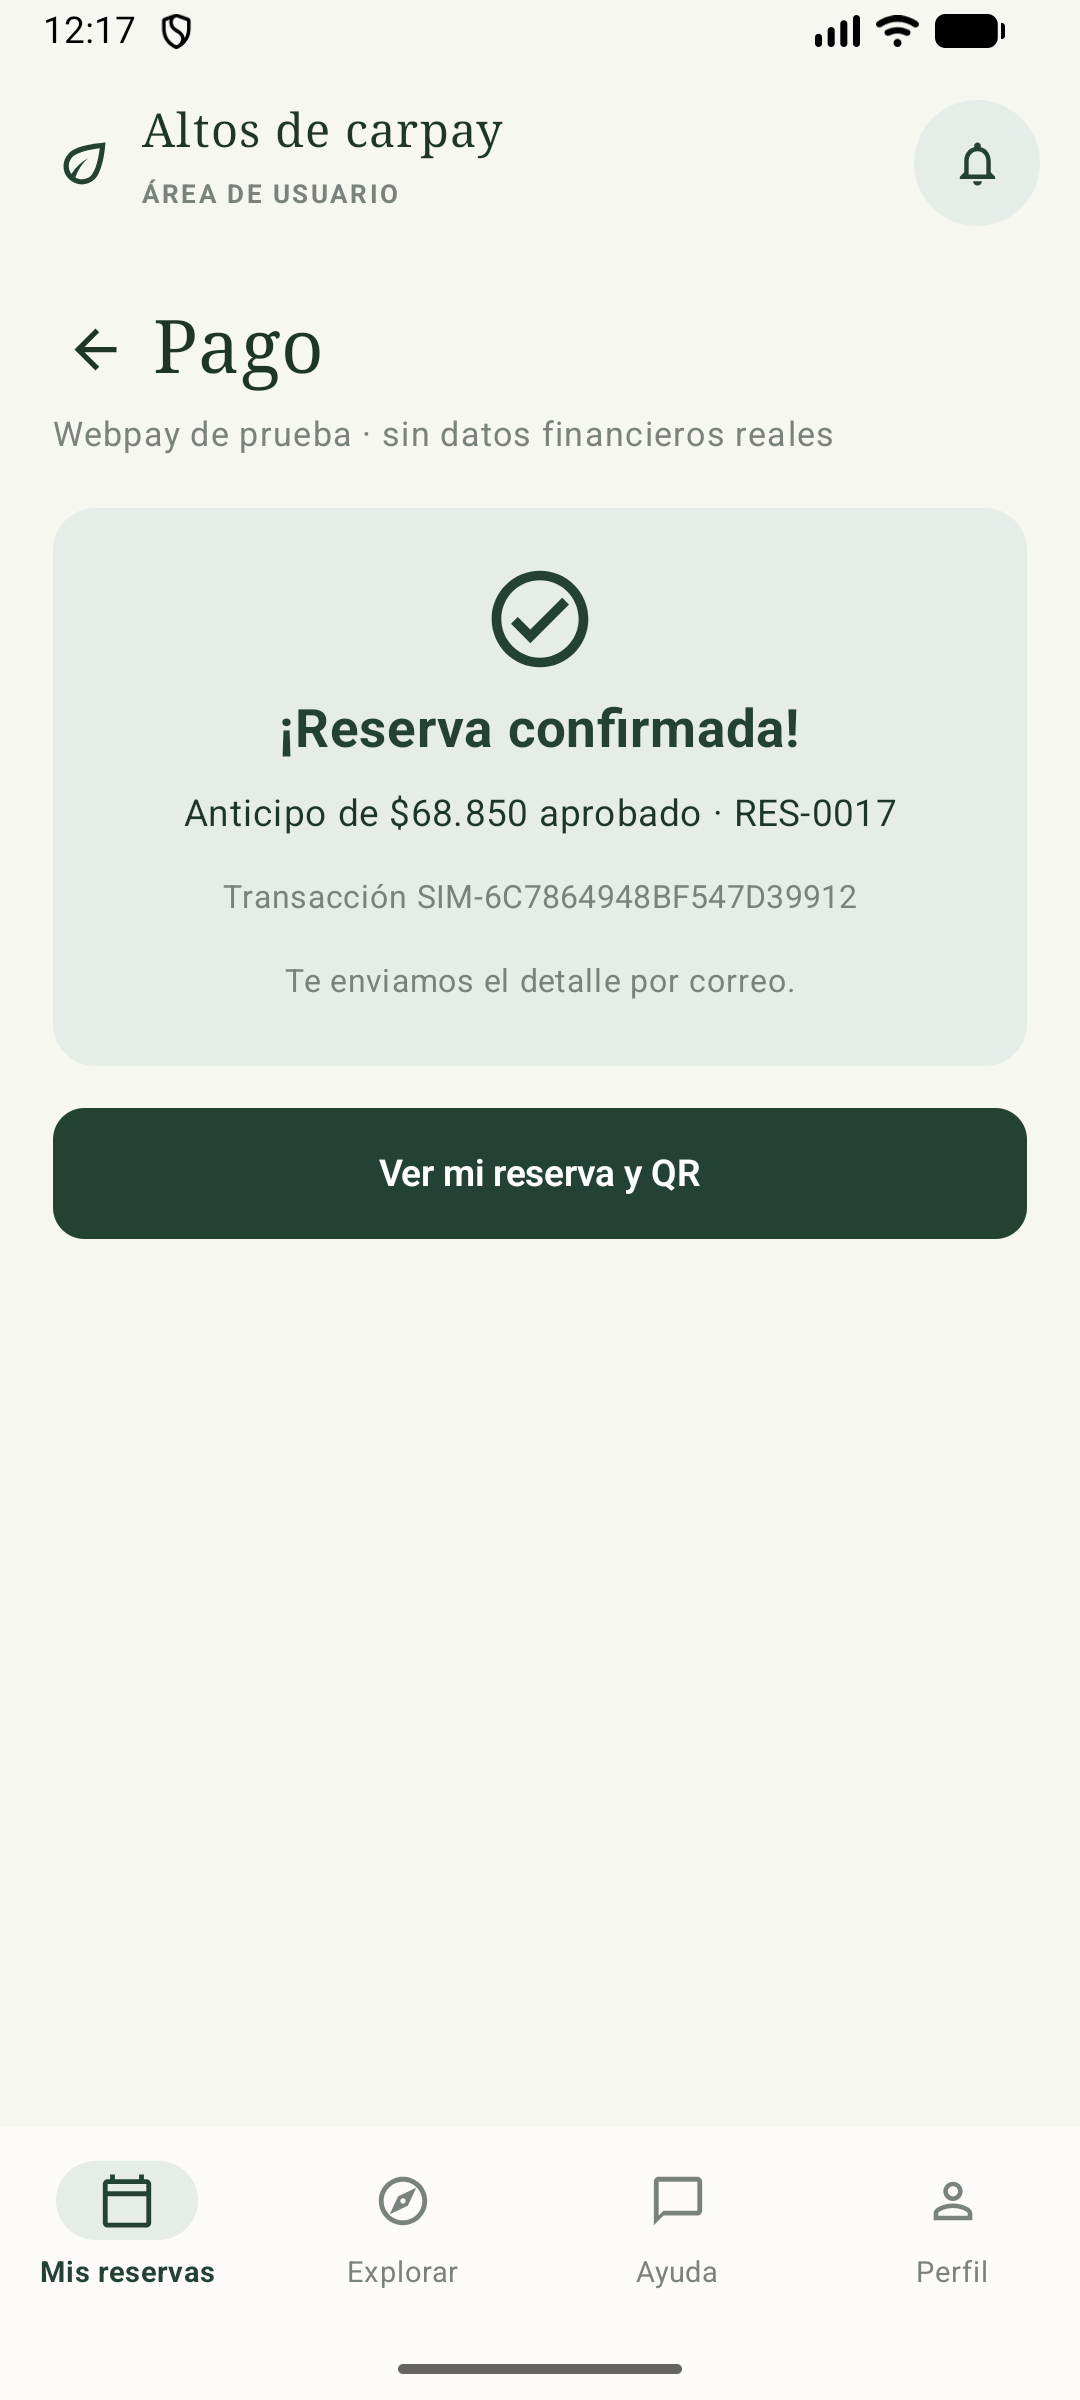 12:17
Altos de carpay
ÁREA DE USUARIO
Pago
Webpay de prueba · sin datos financieros reales
¡Reserva confirmada!
Anticipo de $68.850 aprobado · RES-0017
Transacción SIM-6C7864948BF547D39912
Te enviamos el detalle por correo.
Ver mi reserva y QR
Mis reservas
Explorar
Ayuda
Perfil